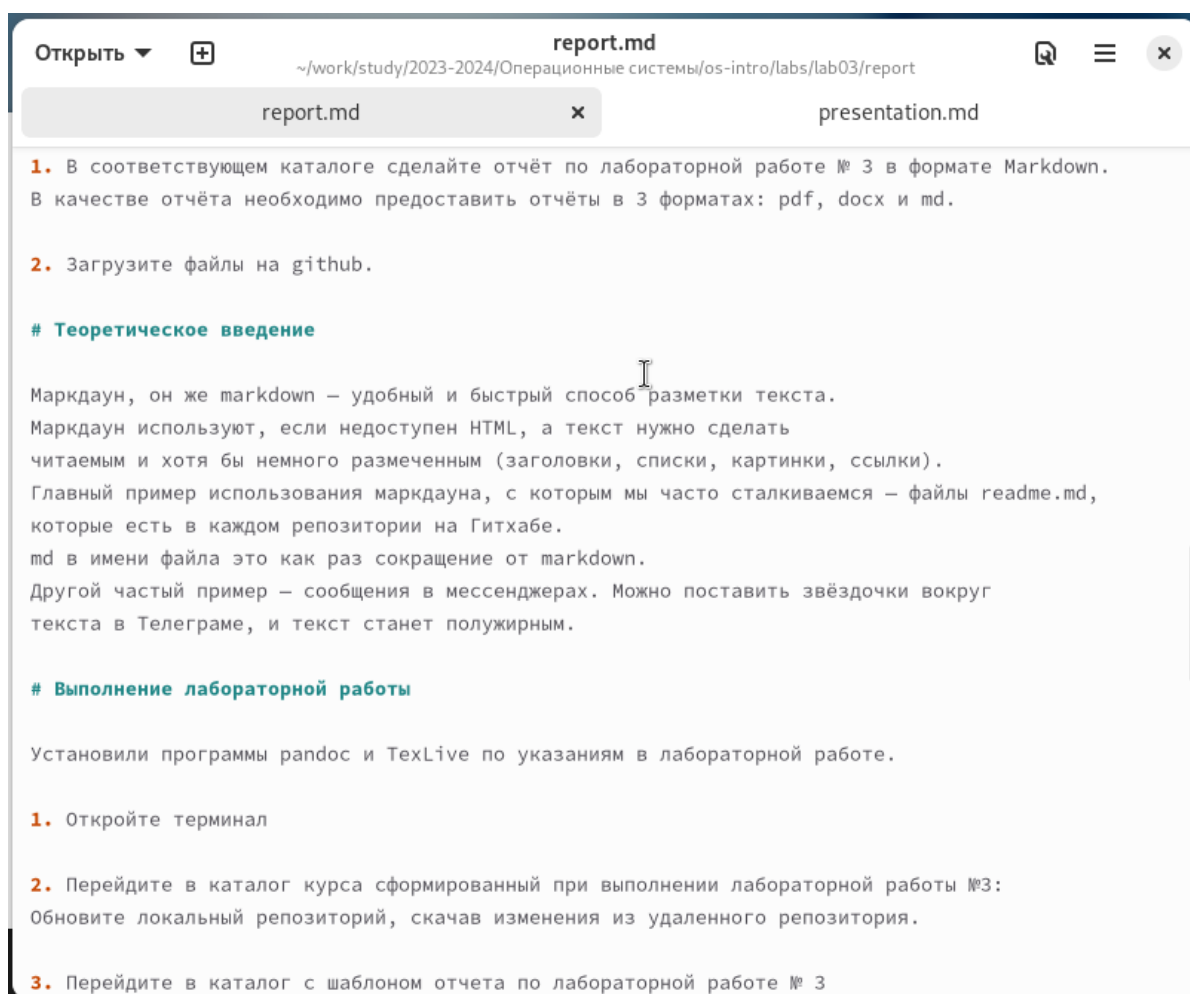 Открыть
report.md
~/work/study/2023-2024/Операционные системы/os-intro/labs/lab03/report
report.md
presentation.md
1. В соответствующем каталоге сделайте отчёт по лабораторной работе № 3 в формате Markdown.
В качестве отчёта необходимо предоставить отчёты в 3 форматах: pdf, docx и md.
2. Загрузите файлы на github.
# Теоретическое введение
Маркдаун, он же markdown — удобный и быстрый способ разметки текста.
Маркдаун используют, если недоступен HTML, а текст нужно сделать
читаемым и хотя бы немного размеченным (заголовки, списки, картинки, ссылки).
Главный пример использования маркдауна, с которым мы часто сталкиваемся — файлы readme.md,
которые есть в каждом репозитории на Гитхабе.
md в имени файла это как раз сокращение от markdown.
Другой частый пример — сообщения в мессенджерах. Можно поставить звёздочки вокруг
текста в Телеграме, и текст станет полужирным.
# Выполнение лабораторной работы
Установили программы pandoc и TexLive по указаниям в лабораторной работе.
1. Откройте терминал
2. Перейдите в каталог курса сформированный при выполнении лабораторной работы №3:
Обновите локальный репозиторий, скачав изменения из удаленного репозитория.
3. Перейдите в каталог с шаблоном отчета по лабораторной работе № 3